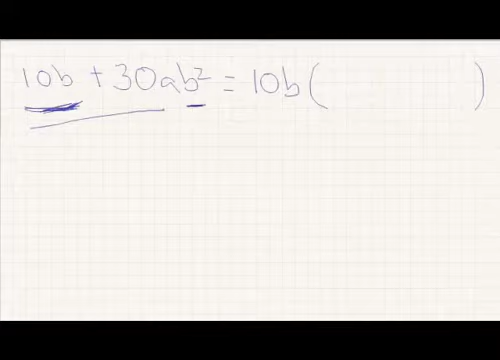 10b + 30ab² = 10b(          )